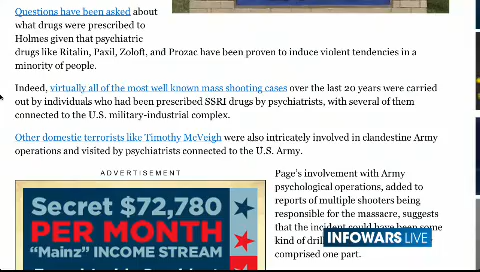 Questions have been asked about
what drugs were prescribed to
Holmes given that psychiatric
drugs like Ritalin, Paxil, Zoloft, and Prozac have been proven to induce violent tendencies in a
minority of people.
Indeed, virtually all of the most well known mass shooting cases over the last 20 years were carried
out by individuals who had been prescribed SSRI drugs by psychiatrists, with several of them
connected to the U.S. military-industrial complex.
Other domestic terrorists like Timothy McVeigh were also intricately involved in clandestine Army
operations and visited by psychiatrists connected to the U.S. Army.
ADVERTISEMENT
Secret $72,780
PER MONTH
"Mainz" INCOME STREAM
Page's involvement with Army
psychological operations, added to
reports of multiple shooters being
responsible for the massacre, suggests
that the incident could have been some
kind of dril
comprised one part.
INFOWARS LIVE